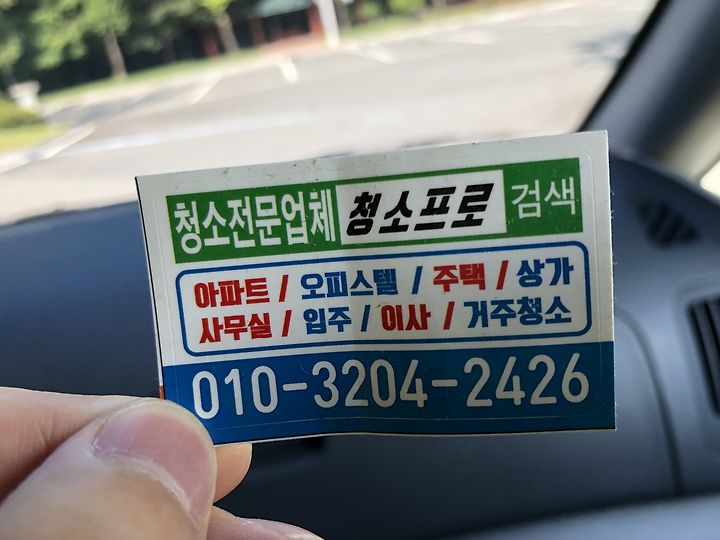 청소전문업체 청소프로 검색
아파트 / 오피스텔 / 주택 / 상가
사무실 / 입주 / 이사 / 거주청소
010-3204-2426